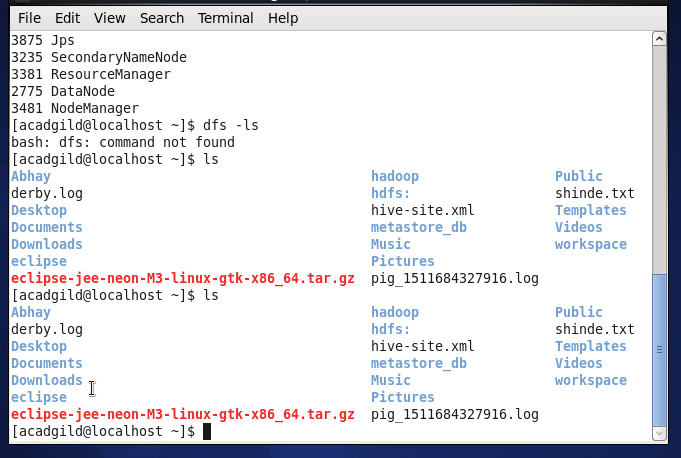 File Edit View Search Terminal Help
3875 Jps
3235 SecondaryNameNode
3381 ResourceManager
2775 DataNode
3481 NodeManager
[acadgild@localhost ~]$ dfs -ls
bash: dfs: command not found
[acadgild@localhost ~]$ ls
Abhay hadoop Public
derby.log hdfs: shinde.txt
Desktop hive-site.xml Templates
Documents metastore_db Videos
Downloads Music workspace
eclipse Pictures
eclipse-jee-neon-M3-linux-gtk-x86_64.tar.gz pig_1511684327916.log
[acadgild@localhost ~]$ ls
Abhay hadoop Public
derby.log hdfs: shinde.txt
Desktop hive-site.xml Templates
Documents metastore_db Videos
Downloads Music workspace
eclipse Pictures
eclipse-jee-neon-M3-linux-gtk-x86_64.tar.gz pig_1511684327916.log
[acadgild@localhost ~]$